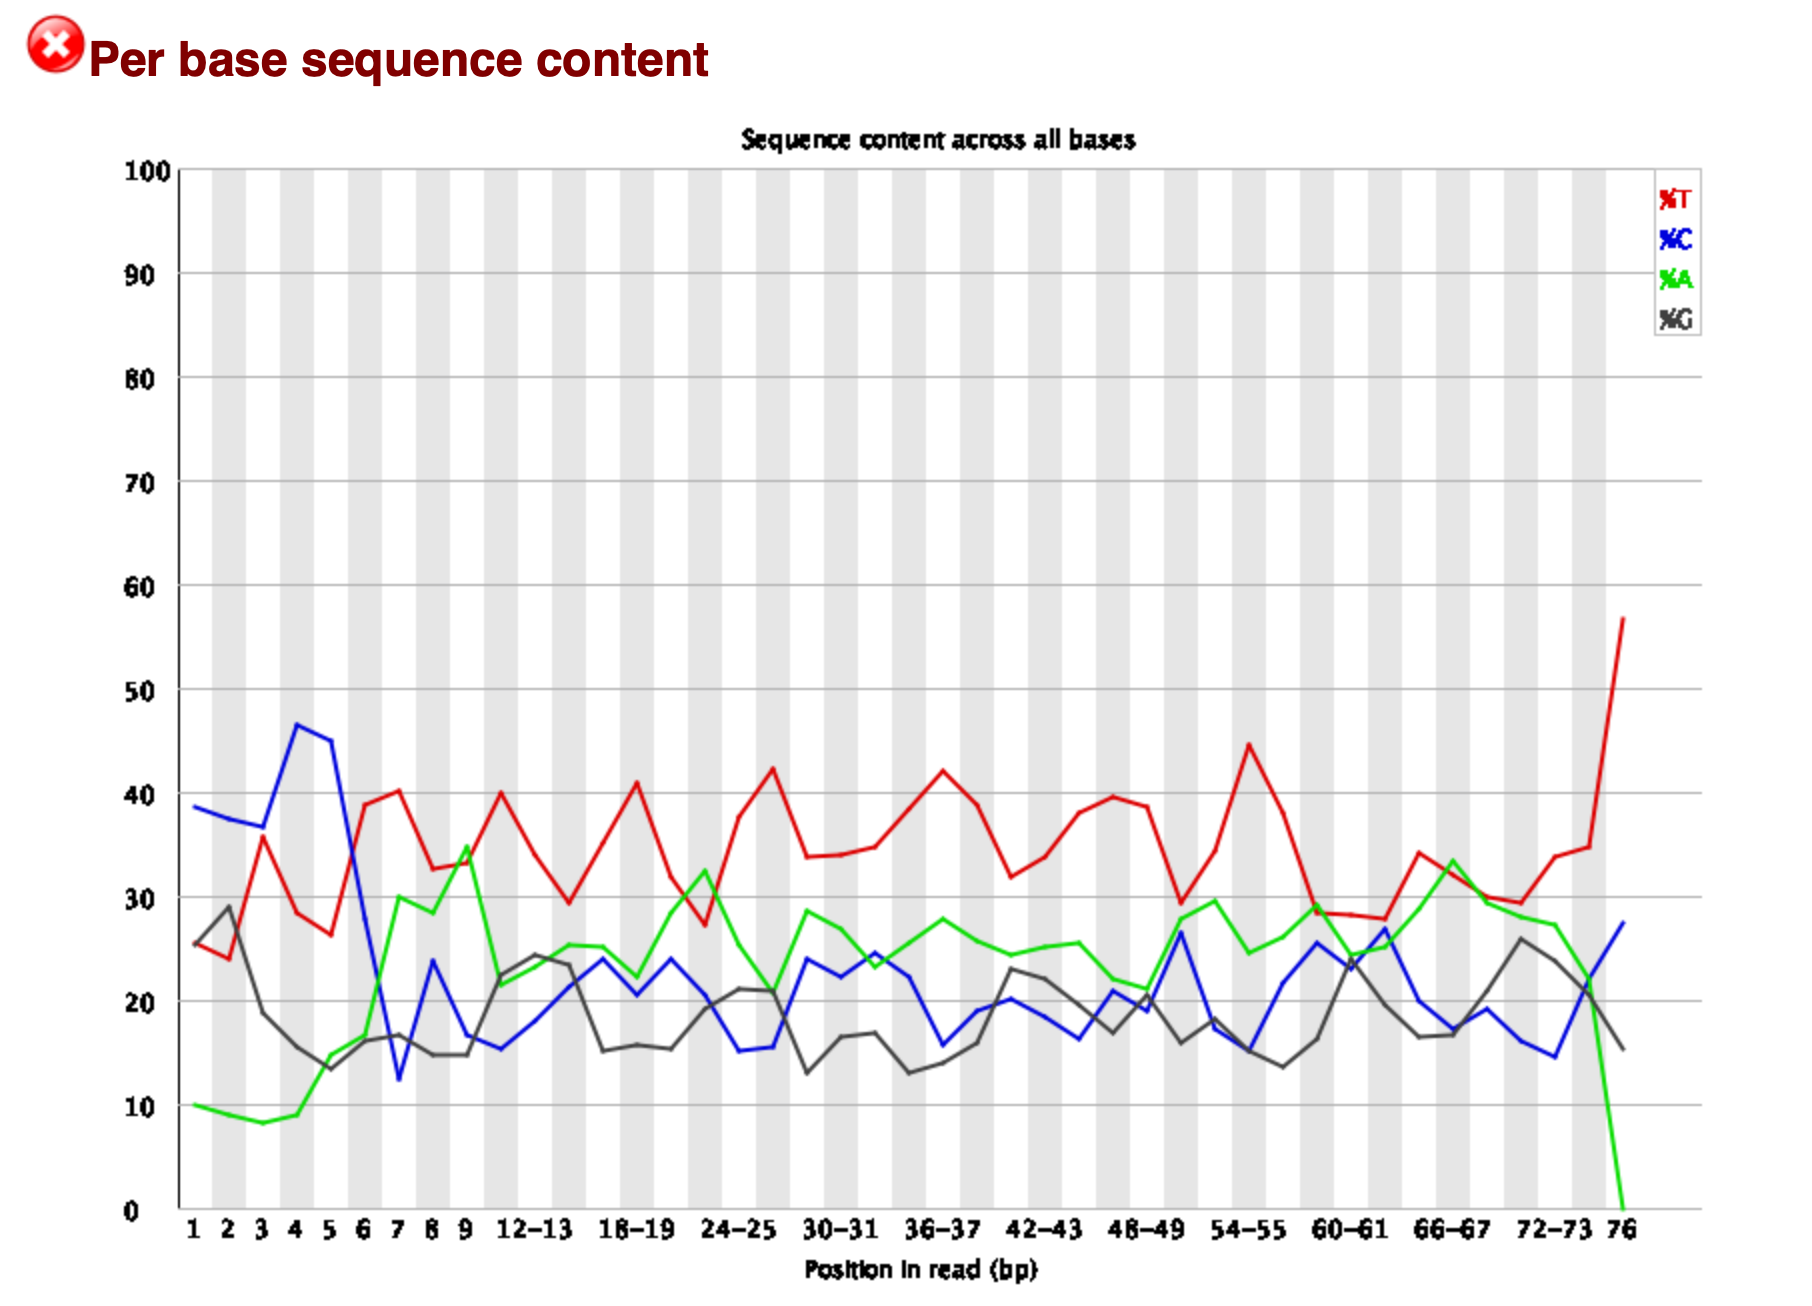 Per base sequence content
Sequence content across all bases
100
90
80
70
60
50
40
30
20
10
0
%T
%C
%A
%G
1 2 3 4 5 6 7 8 9 12-13 18-19 24-25 30-31 36-37 42-43 48-49 54-55 60-61 66-67 72-73 76
Position in read (bp)